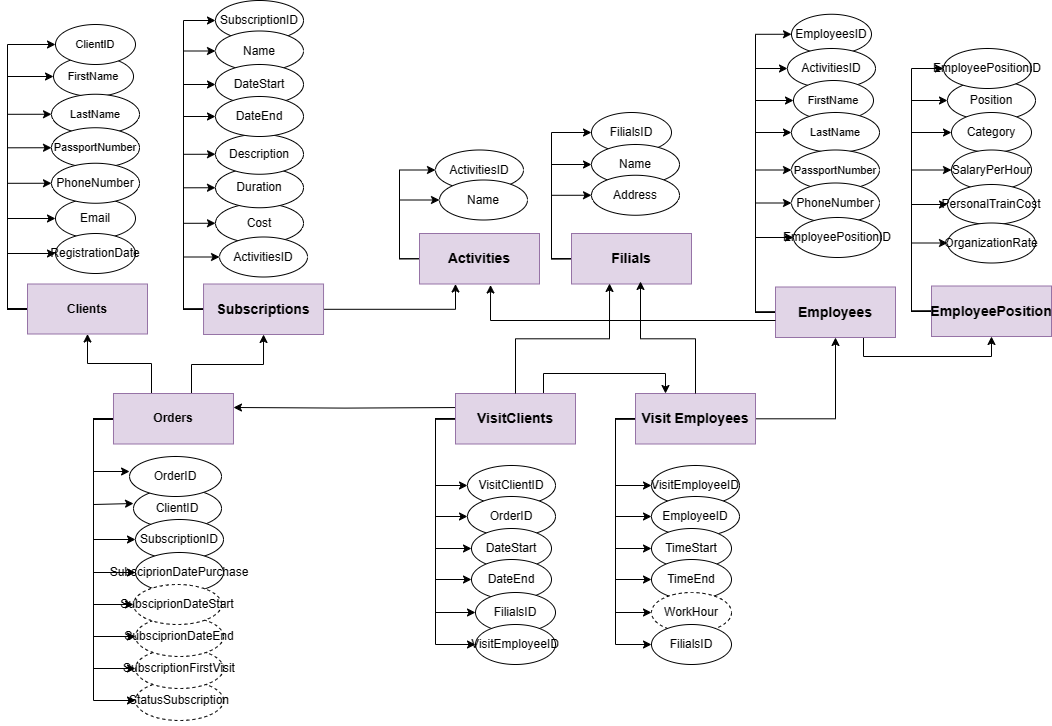 ClientID
FirstName
LastName
PassportNumber
PhoneNumber
Email
RegistrationDate
Clients
SubscriptionID
Name
DateStart
DateEnd
Description
Duration
Cost
ActivitiesID
Subscriptions
ActivitiesID
Name
Activities
FilialsID
Name
Address
Filials
EmployeesID
ActivitiesID
FirstName
LastName
PassportNumber
PhoneNumber
EmployeePositionID
Employees
EmployeePositionID
Position
Category
SalaryPerHour
PersonalTrainCost
OrganizationRate
EmployeePosition
Orders
OrderID
ClientID
SubscriptionID
SubsciprionDatePurchase
SubsciprionDateStart
SubsciprionDateEnd
SubscriptionFirstVisit
StatusSubscription
VisitClients
VisitClientID
OrderID
DateStart
DateEnd
FilialsID
VisitEmployeeID
Visit Employees
VisitEmployeeID
EmployeeID
TimeStart
TimeEnd
WorkHour
FilialsID